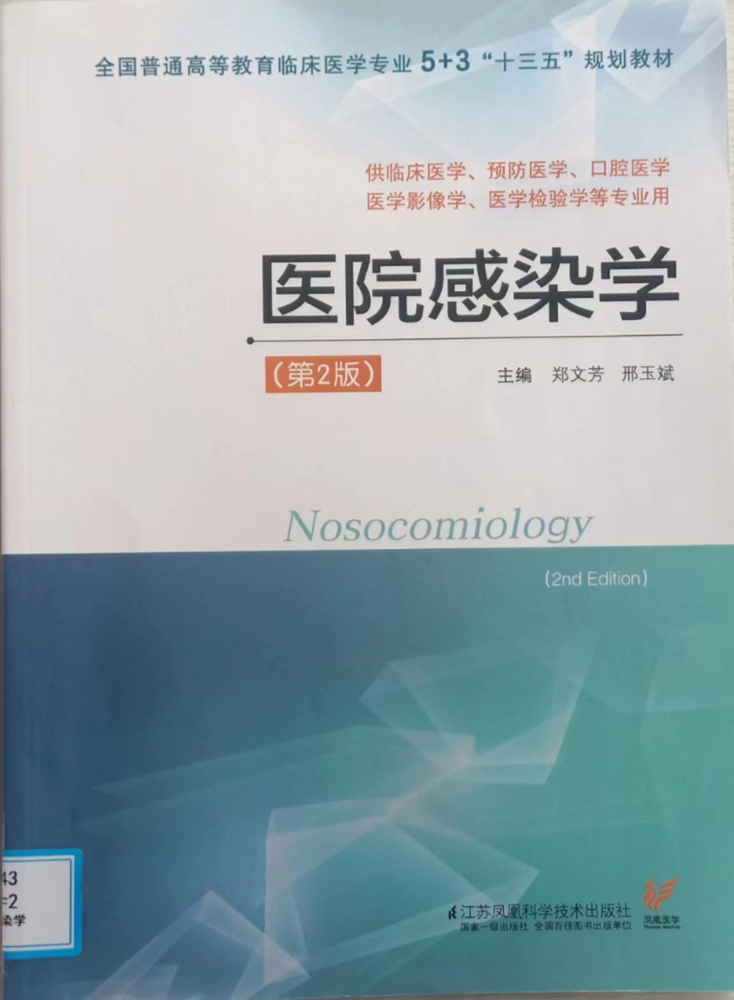 全国普通高等教育临床医学专业5+3“十三五”规划教材
供临床医学、预防医学、口腔医学
医学影像学、医学检验学等专业用
医院感染学
（第2版）
主编 郑文芳 邢玉斌
Nosocomiology
(2nd Edition)
43
2
染学
江苏凤凰科学技术出版社
国家一级出版社 全国百佳图书出版单位
凤凰医学